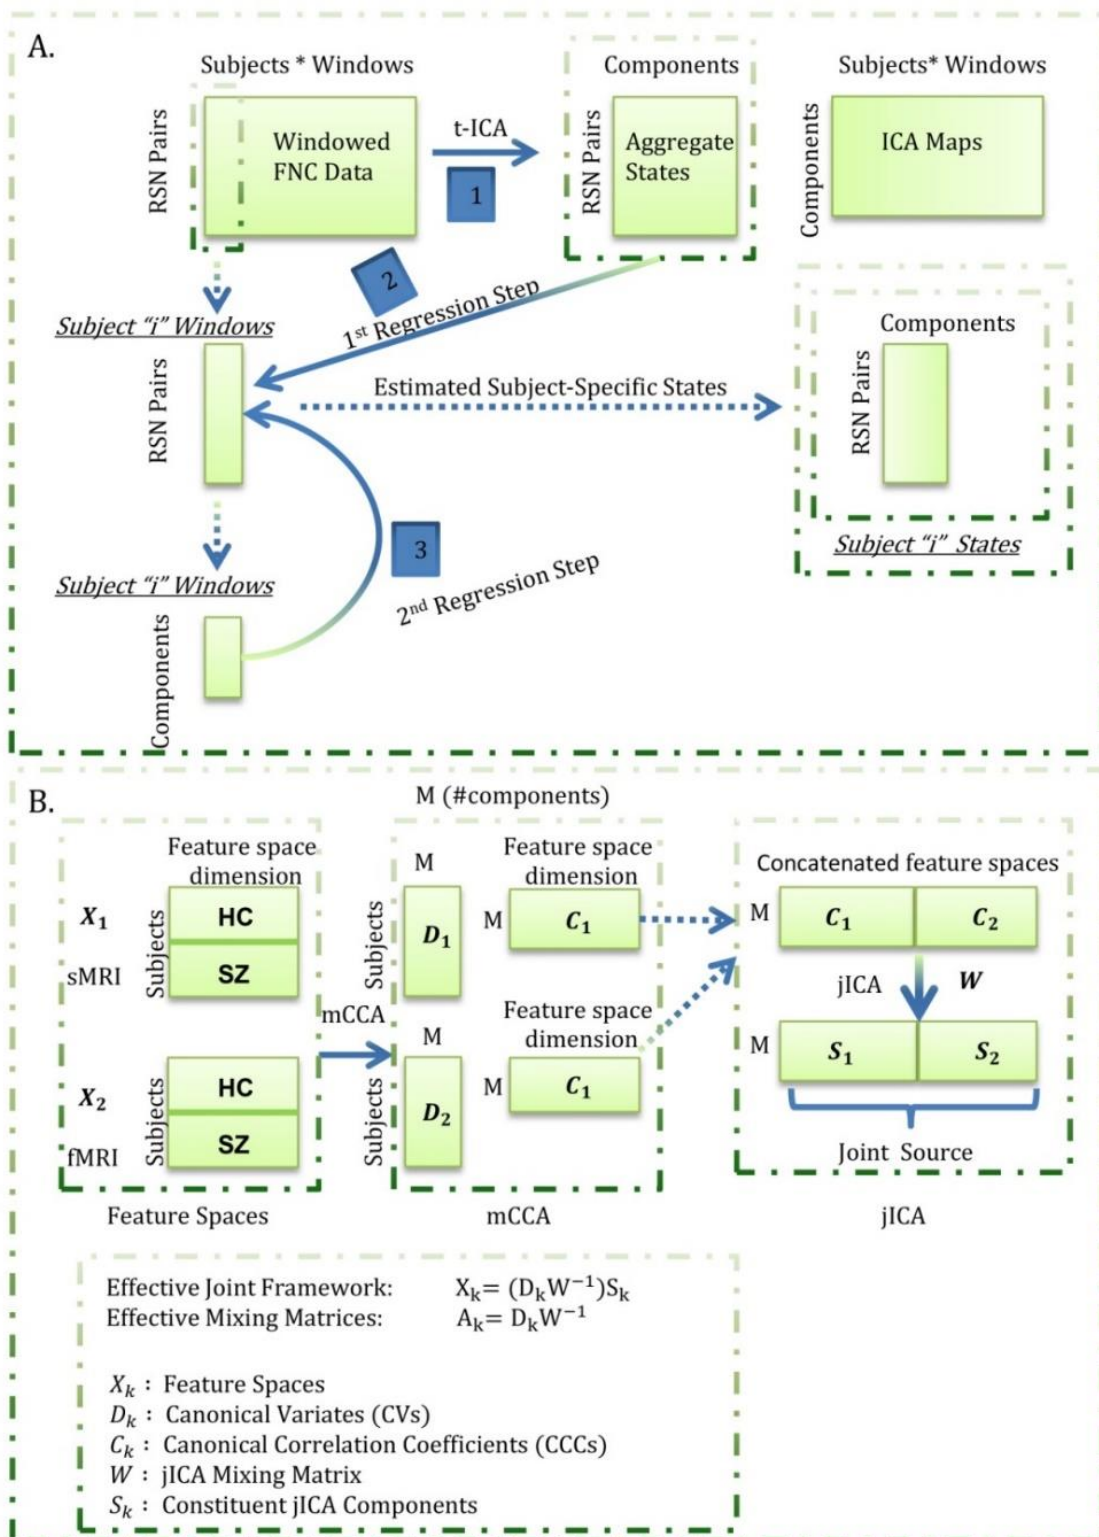 A.
Subjects * Windows
RSN Pairs
Windowed
FNC Data
t-ICA
1
Components
RSN Pairs
Aggregate
States
Subjects* Windows
Components
ICA Maps
2
1st Regression Step
Subject “i” Windows
RSN Pairs
Estimated Subject-Specific States
Components
RSN Pairs
Subject “i” States
3
2nd Regression Step
Subject “i” Windows
Components
B.
M (#components)
Feature space
dimension
X₁
sMRI
Subjects
HC
SZ
X₂
fMRI
Subjects
HC
SZ
Feature Spaces
mCCA
M
Subjects
D₁
Feature space
dimension
M
C₁
M
Subjects
D₂
Feature space
dimension
M
C₁
mCCA
Concatenated feature spaces
M
C₁
C₂
jICA
W
M
S₁
S₂
Joint Source
jICA
Effective Joint Framework: Xₖ= (DₖW⁻¹)Sₖ
Effective Mixing Matrices: Aₖ= DₖW⁻¹
Xₖ : Feature Spaces
Dₖ : Canonical Variates (CVs)
Cₖ : Canonical Correlation Coefficients (CCCs)
W : jICA Mixing Matrix
Sₖ : Constituent jICA Components